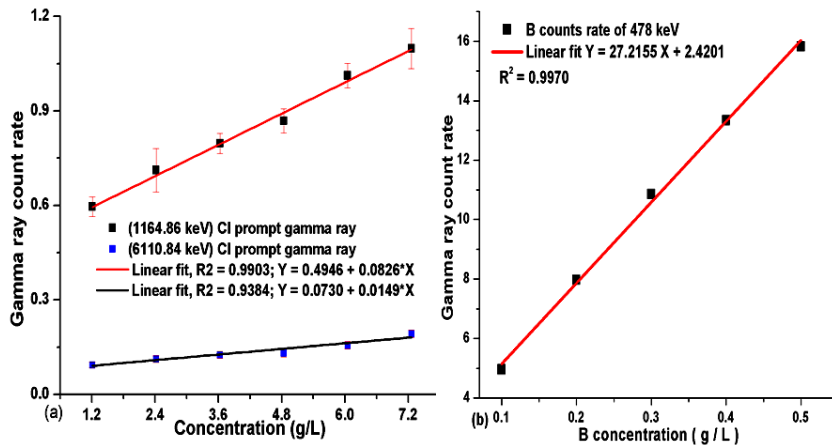 Gamma ray count rate
1.2
0.9
0.6
0.3
0.0
(1164.86 keV) Cl prompt gamma ray
(6110.84 keV) Cl prompt gamma ray
Linear fit, R2 = 0.9903; Y = 0.4946 + 0.0826*X
Linear fit, R2 = 0.9384; Y = 0.0730 + 0.0149*X
1.2 2.4 3.6 4.8 6.0 7.2
(a)
Concentration (g/L)
Gamma ray count rate
16
14
12
10
8
6
4
B counts rate of 478 keV
Linear fit Y = 27.2155 X + 2.4201
R² = 0.9970
0.1 0.2 0.3 0.4 0.5
(b)
B concentration ( g / L )